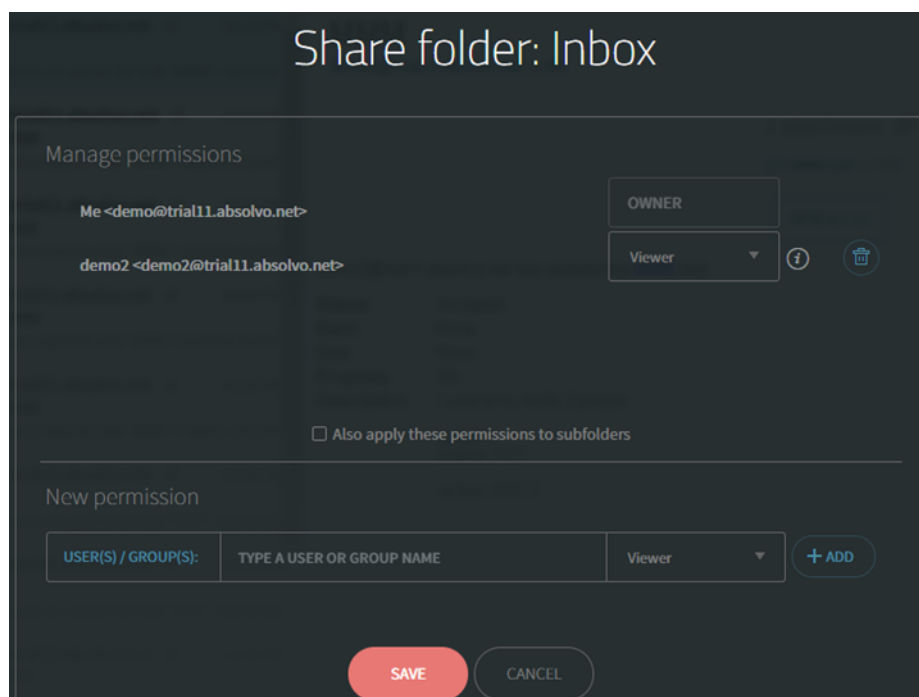 Share folder: Inbox
Manage permissions
Me <demo@trial11.absolvo.net>
OWNER
demo2 <demo2@trial11.absolvo.net>
Viewer
Also apply these permissions to subfolders
New permission
USER(S) / GROUP(S):
TYPE A USER OR GROUP NAME
Viewer
+ ADD
SAVE
CANCEL